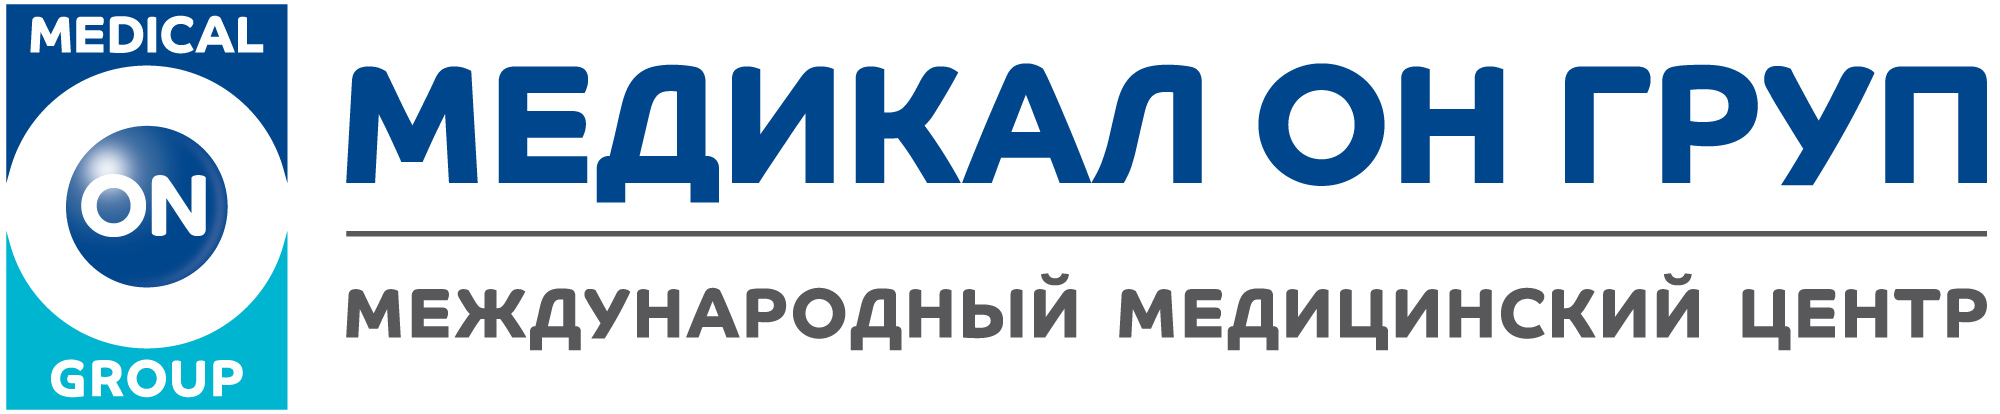 MEDICAL
ON
GROUP
МЕДИКАЛ ОН ГРУП
МЕЖДУНАРОДНЫЙ МЕДИЦИНСКИЙ ЦЕНТР